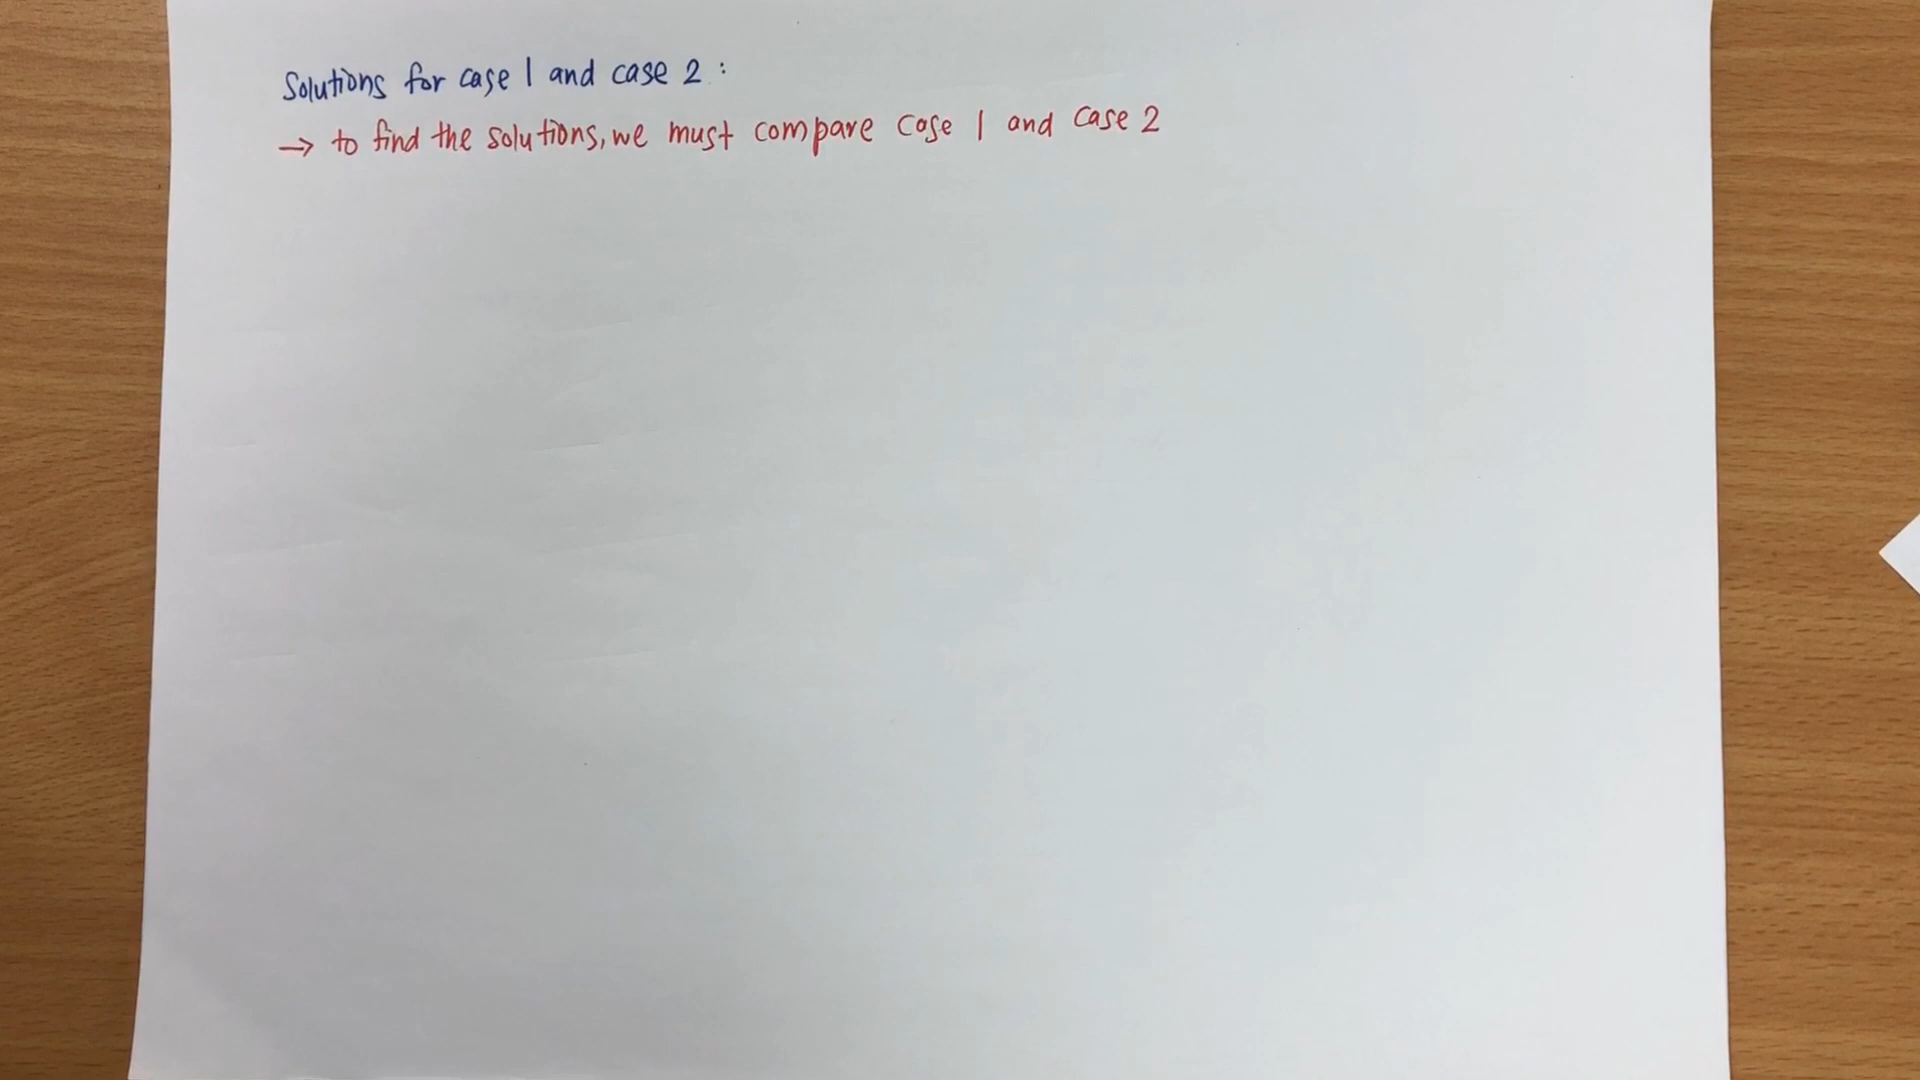 Solutions for case 1 and case 2 :
→ to find the solutions, we must compare case 1 and case 2